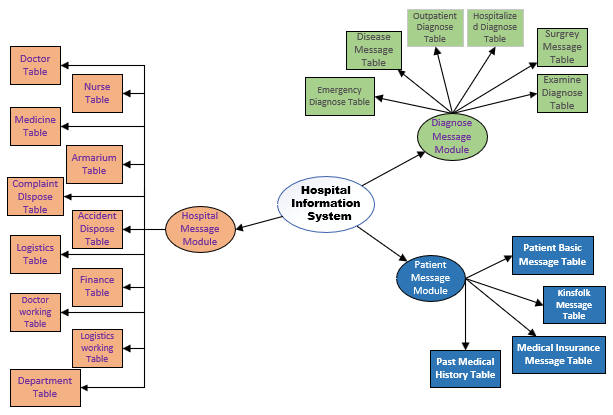 Hospital
Information
System
Hospital
Message
Module
Doctor
Table
Nurse
Table
Medicine
Table
Armarium
Table
Complaint
DIspose
Table
Accident
Dispose
Table
Logistics
Table
Finance
Table
Doctor
working
Table
Logistics
working
Table
Department
Table
Diagnose
Message
Module
Emergency
Diagnose Table
Disease
Message
Table
Outpatient
Diagnose
Table
Hospitalize
d Diagnose
Table
Surgrey
Message
Table
Examine
Diagnose
Table
Patient
Message
Module
Patient Basic
Message Table
Kinsfolk
Message
Table
Medical Insurance
Message Table
Past Medical
History Table